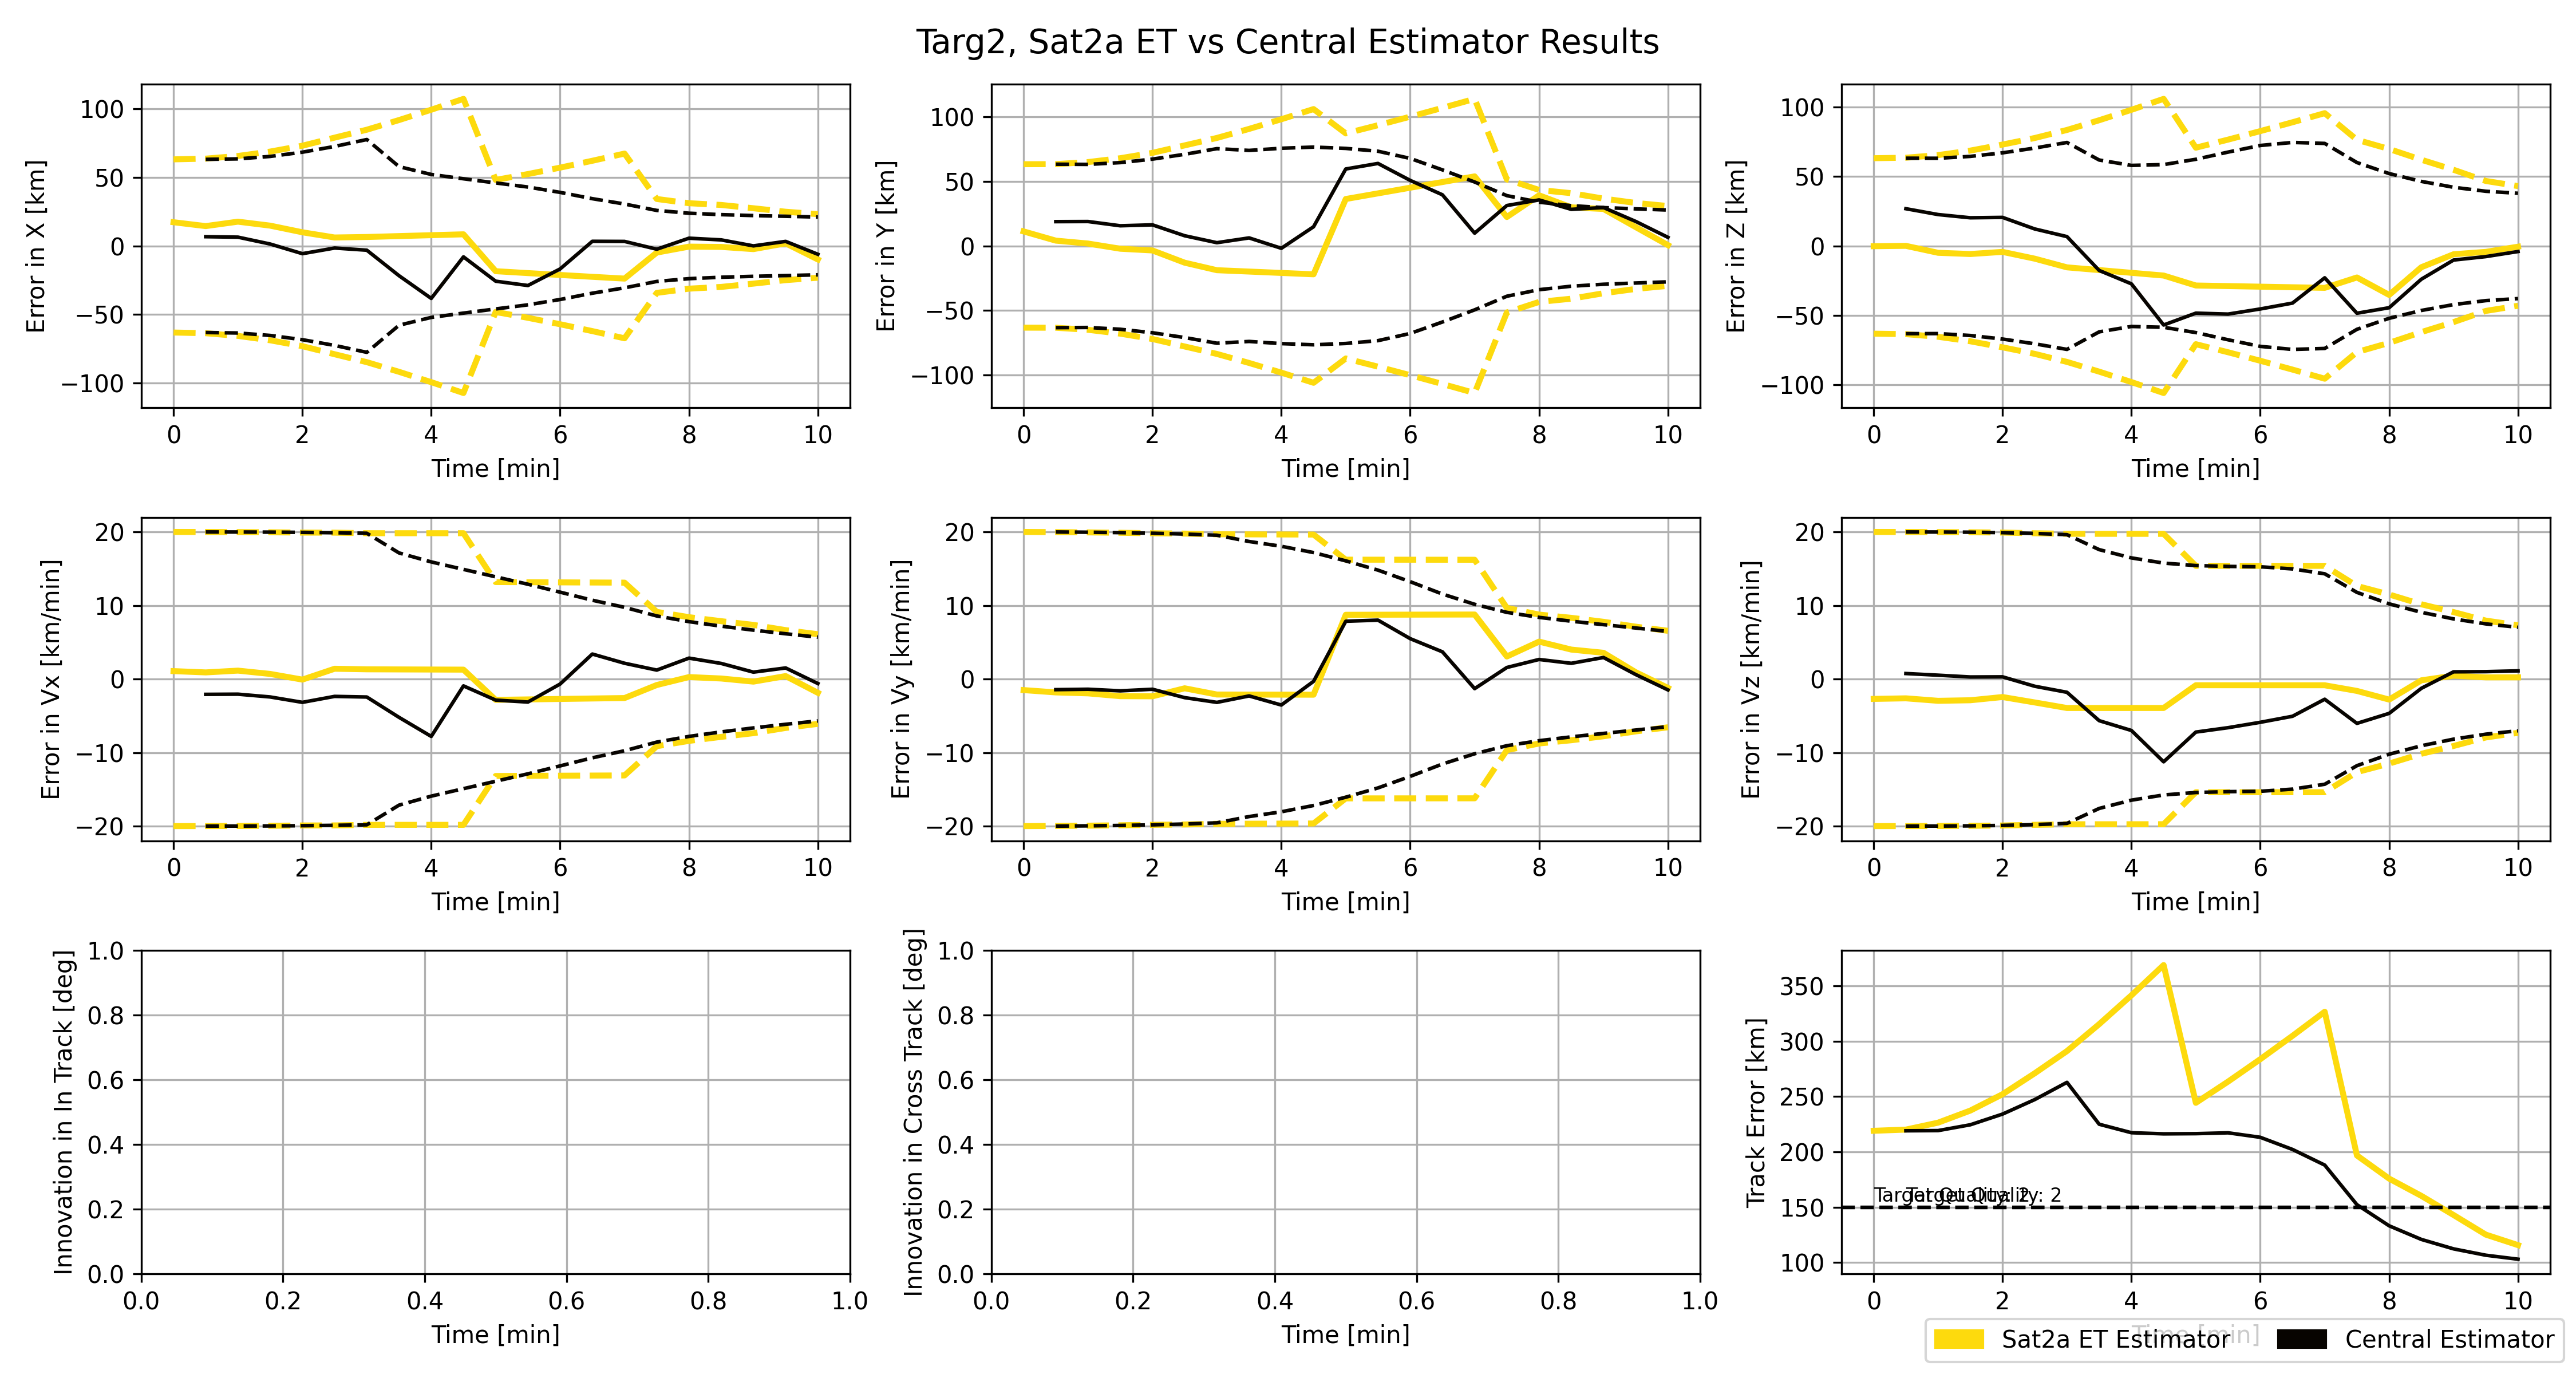 Targ2, Sat2a ET vs Central Estimator Results
Error in X [km]
100
50
0
−50
−100
0 2 4 6 8 10
Time [min]
Error in Y [km]
100
50
0
−50
−100
0 2 4 6 8 10
Time [min]
Error in Z [km]
100
50
0
−50
−100
0 2 4 6 8 10
Time [min]
Error in Vx [km/min]
20
10
0
−10
−20
0 2 4 6 8 10
Time [min]
Error in Vy [km/min]
20
10
0
−10
−20
0 2 4 6 8 10
Time [min]
Error in Vz [km/min]
20
10
0
−10
−20
0 2 4 6 8 10
Time [min]
Innovation in In Track [deg]
1.0
0.8
0.6
0.4
0.2
0.0
0.0 0.2 0.4 0.6 0.8 1.0
Time [min]
Innovation in Cross Track [deg]
1.0
0.8
0.6
0.4
0.2
0.0
0.0 0.2 0.4 0.6 0.8 1.0
Time [min]
Track Error [km]
350
300
250
200
150
100
Target Quality: 2
Target Quality: 2
0 2 4 6 8 10
Time [min]
Sat2a ET Estimator
Central Estimator